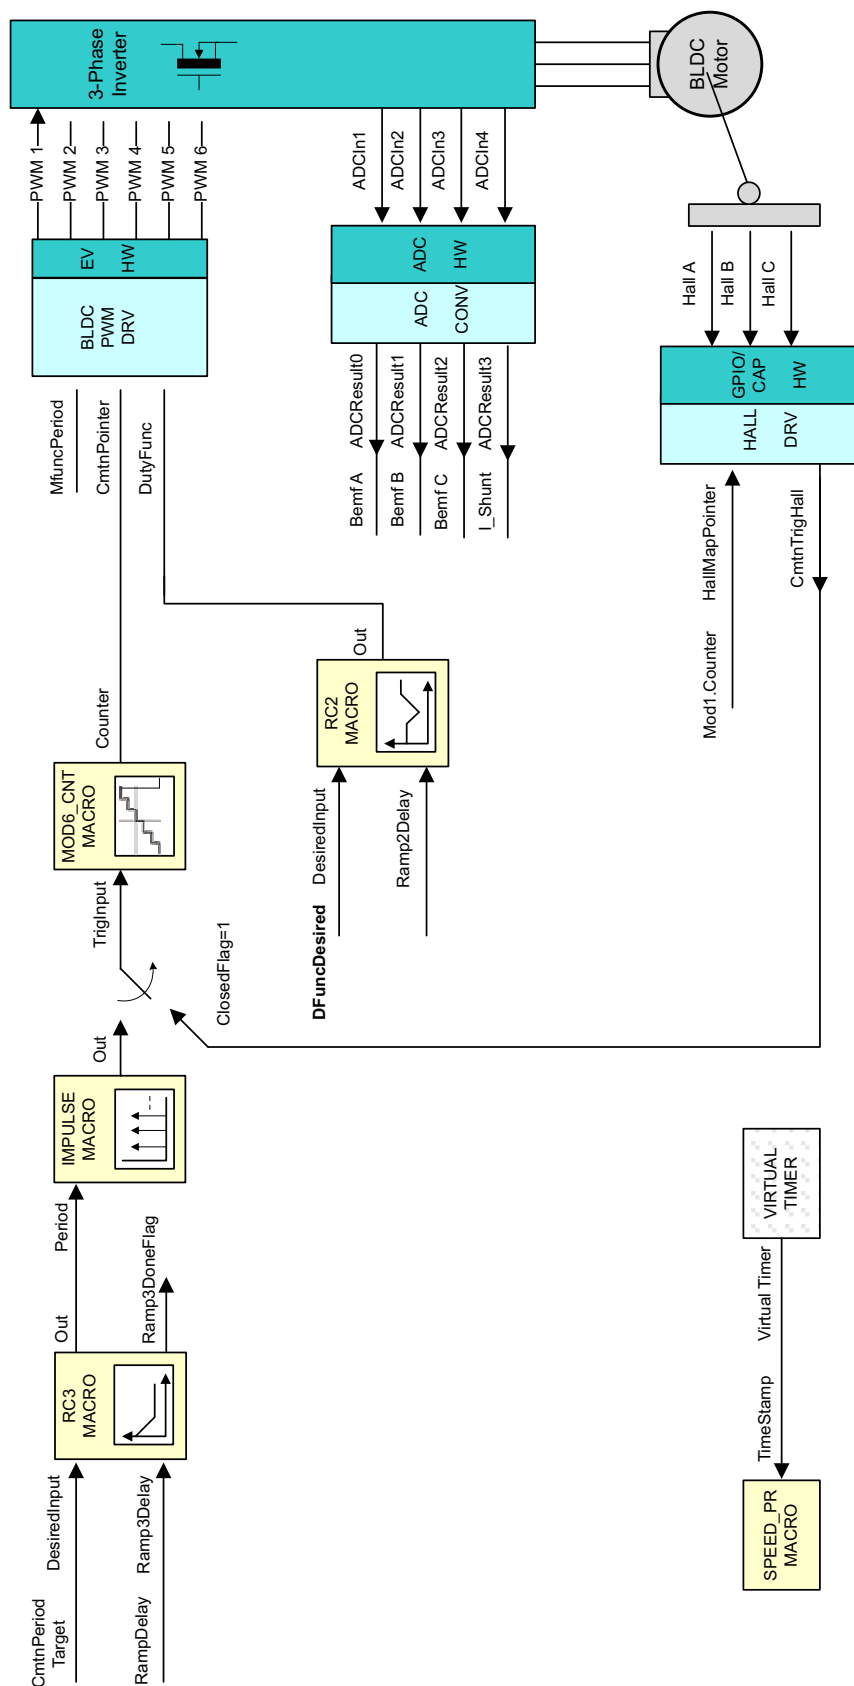 CmtnPeriod
Target
DesiredInput
RampDelay
Ramp3Delay
RC3
MACRO
Out
Period
Ramp3DoneFlag
IMPULSE
MACRO
Out
ClosedFlag=1
TrigInput
MOD6_CNT
MACRO
Counter
MfuncPeriod
CmtnPointer
DutyFunc
BLDC
PWM
DRV
EV
HW
PWM 1
PWM 2
PWM 3
PWM 4
PWM 5
PWM 6
3-Phase
Inverter
DFuncDesired
DesiredInput
Ramp2Delay
RC2
MACRO
Out
Bemf A
ADCResult0
Bemf B
ADCResult1
Bemf C
ADCResult2
I_Shunt
ADCResult3
ADC
CONV
ADC
HW
ADCIn1
ADCIn2
ADCIn3
ADCIn4
BLDC
Motor
Hall A
Hall B
Hall C
GPIO/
CAP
HW
HALL
DRV
Mod1.Counter
HallMapPointer
CmtnTrigHall
SPEED_PR
MACRO
TimeStamp
Virtual Timer
VIRTUAL
TIMER